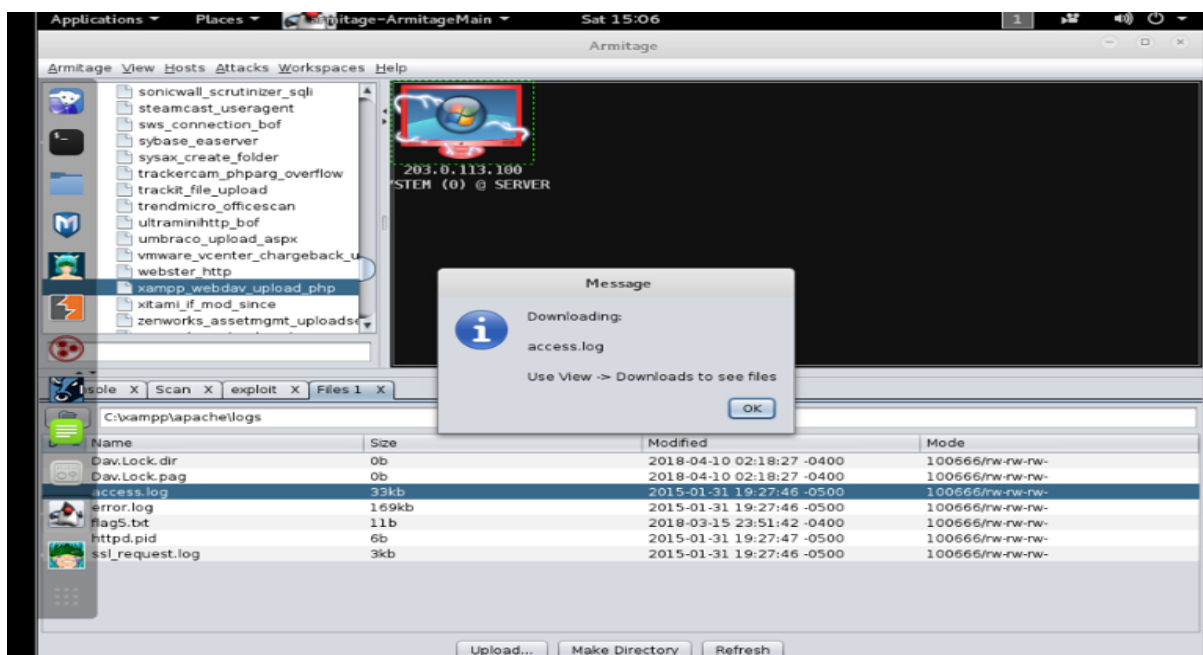 Applications Places armitage-ArmitageMain Sat 15:06 1
Armitage
Armitage View Hosts Attacks Workspaces Help
sonicwall_scrutinizer_sqli
steamcast_useragent
sws_connection_bof
sybase_easerver
sysax_create_folder
trackercam_phparg_overflow
trackit_file_upload
trendmicro_officescan
ultraminihttp_bof
umbraco_upload_aspx
vmware_vcenter_chargeback_u
webster_http
xampp_webdav_upload_php
xitami_if_mod_since
zenworks_assetmgmt_uploadse
203.0.113.100
STEM (0) @ SERVER
Message
Downloading:
access.log
Use View -> Downloads to see files
OK
nsole X Scan X exploit X Files 1 X
C:\xampp\apache\logs
D Name Size Modified Mode
Dav.Lock.dir 0b 2018-04-10 02:18:27 -0400 100666/rw-rw-rw-
Dav.Lock.pag 0b 2018-04-10 02:18:27 -0400 100666/rw-rw-rw-
access.log 33kb 2015-01-31 19:27:46 -0500 100666/rw-rw-rw-
error.log 169kb 2015-01-31 19:27:46 -0500 100666/rw-rw-rw-
flag5.txt 11b 2018-03-15 23:51:42 -0400 100666/rw-rw-rw-
httpd.pid 6b 2015-01-31 19:27:47 -0500 100666/rw-rw-rw-
ssl_request.log 3kb 2015-01-31 19:27:46 -0500 100666/rw-rw-rw-
Upload... Make Directory Refresh